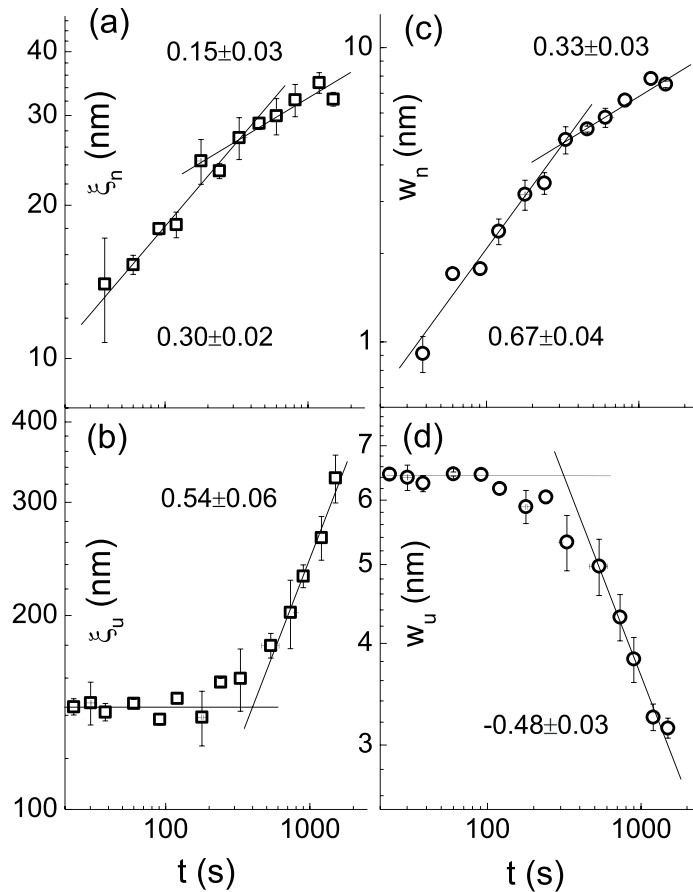 (a)
0.15±0.03
0.30±0.02
40
30
20
10
ξn (nm)
(c)
0.33±0.03
0.67±0.04
10
1
wn (nm)
(b)
0.54±0.06
400
300
200
100
ξu (nm)
100 1000
t (s)
(d)
-0.48±0.03
7
6
5
4
3
wu (nm)
100 1000
t (s)